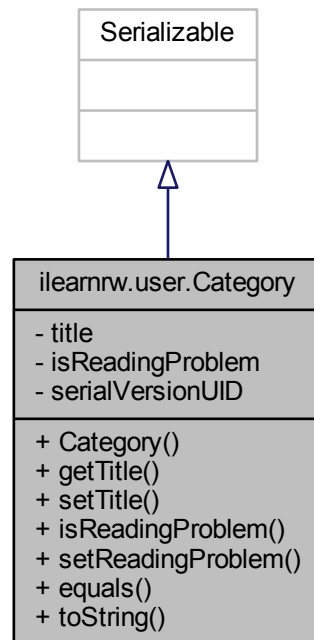 Serializable
ilearnrw.user.Category
- title
- isReadingProblem
- serialVersionUID
+ Category()
+ getTitle()
+ setTitle()
+ isReadingProblem()
+ setReadingProblem()
+ equals()
+ toString()